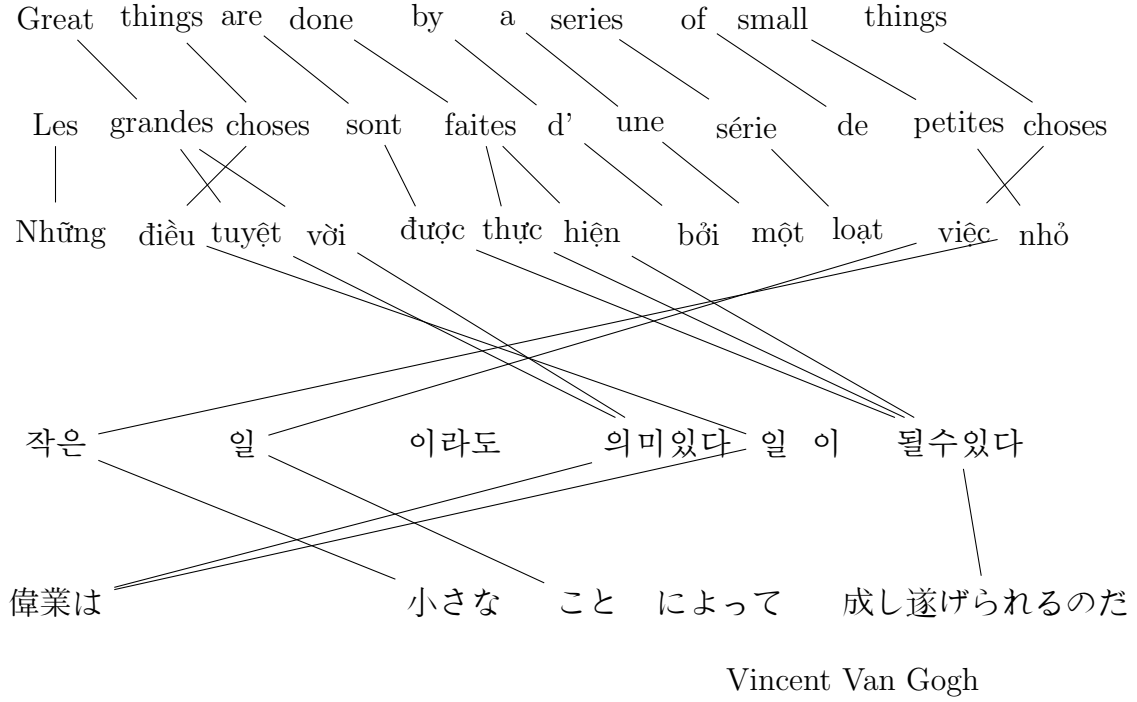 Great things are done by a series of small things
Les grandes choses sont faites d' une série de petites choses
Những điều tuyệt vời được thực hiện bởi một loạt việc nhỏ
작은 일 이라도 의미있다 일 이 될수있다
偉業は 小さな こと によって 成し遂げられるのだ
Vincent Van Gogh